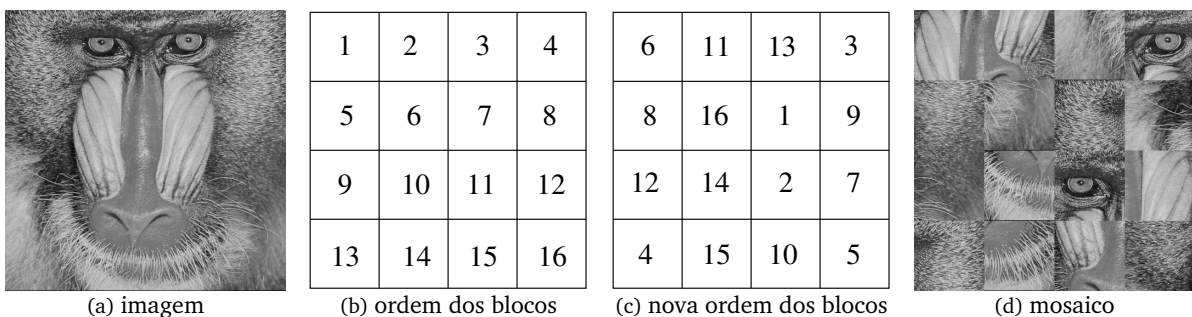 1 2 3 4 6 11 13 3
5 6 7 8 8 16 1 9
9 10 11 12 12 14 2 7
13 14 15 16 4 15 10 5
(a) imagem (b) ordem dos blocos (c) nova ordem dos blocos (d) mosaico